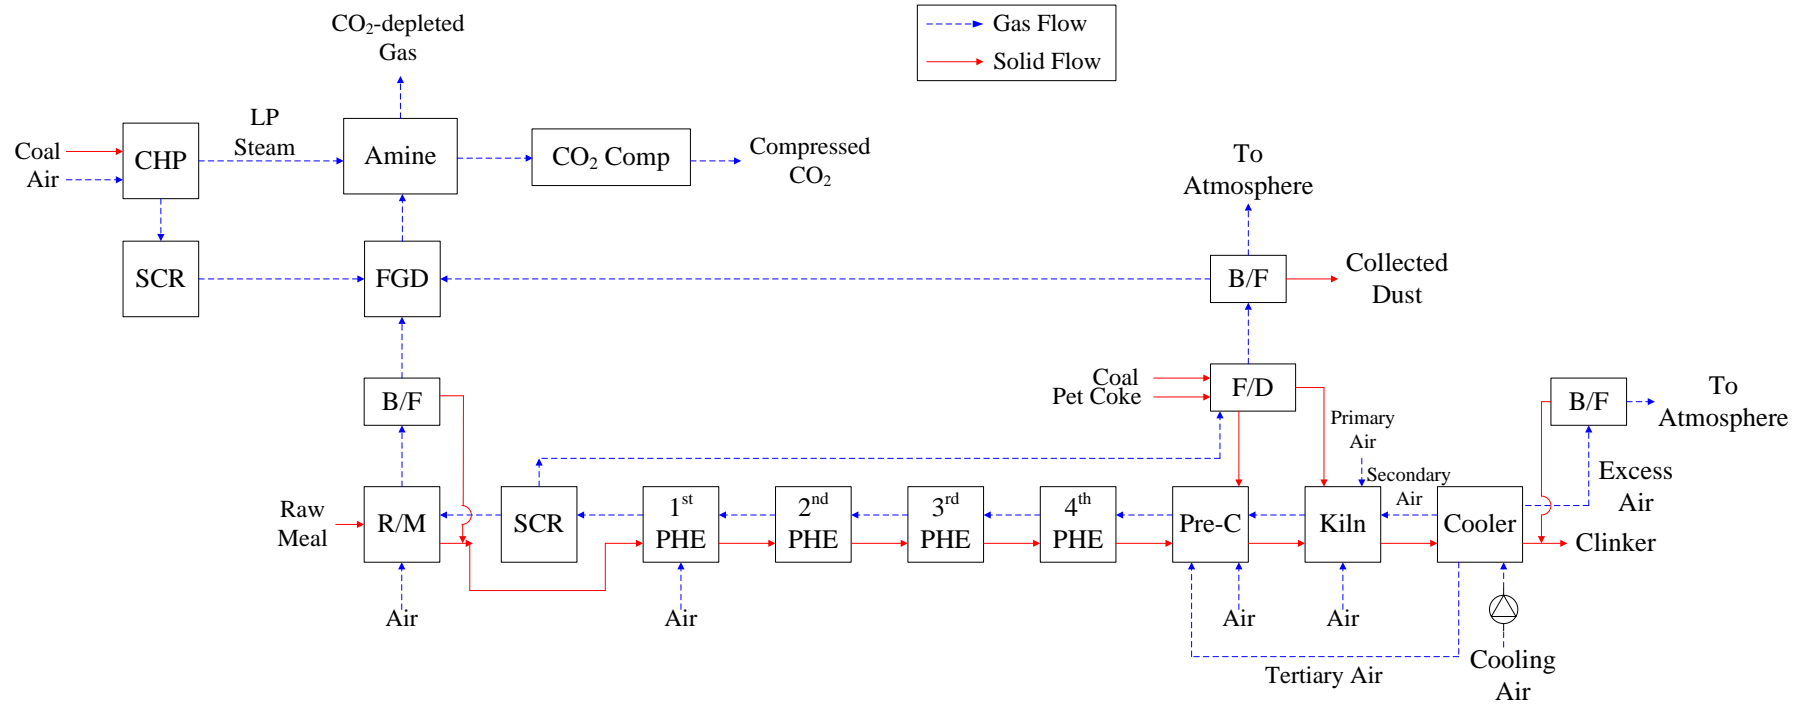 CO₂-depleted
Gas
Gas Flow
Solid Flow
LP
Steam
Coal
Air
CHP
Amine
CO₂ Comp
Compressed
CO₂
To
Atmosphere
SCR
FGD
B/F
Collected
Dust
B/F
Coal
Pet Coke
F/D
B/F
To
Atmosphere
Primary
Air
Secondary
Air
Excess
Air
Raw
Meal
R/M
SCR
1st
PHE
2nd
PHE
3rd
PHE
4th
PHE
Pre-C
Kiln
Cooler
Clinker
Air
Air
Air
Air
Tertiary Air
Cooling
Air